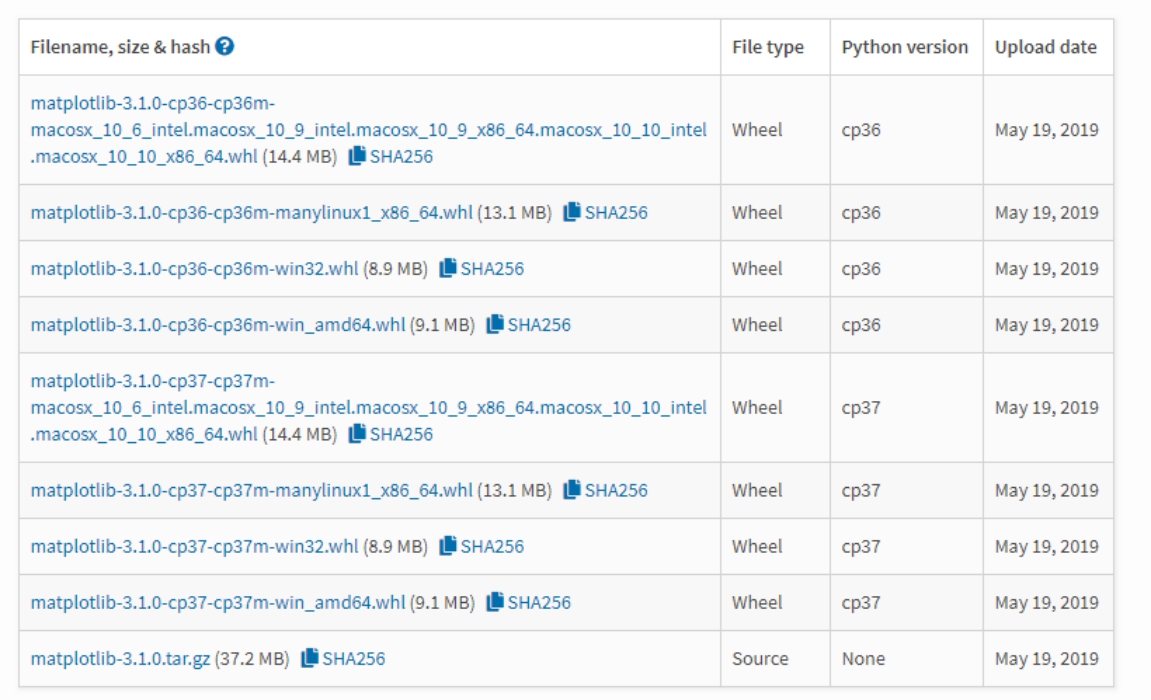 Filename, size & hash ? File type Python version Upload date
matplotlib-3.1.0-cp36-cp36m-
macosx_10_6_intel.macosx_10_9_intel.macosx_10_9_x86_64.macosx_10_10_intel Wheel cp36 May 19, 2019
.macosx_10_10_x86_64.whl (14.4 MB) SHA256
matplotlib-3.1.0-cp36-cp36m-manylinux1_x86_64.whl (13.1 MB) SHA256 Wheel cp36 May 19, 2019
matplotlib-3.1.0-cp36-cp36m-win32.whl (8.9 MB) SHA256 Wheel cp36 May 19, 2019
matplotlib-3.1.0-cp36-cp36m-win_amd64.whl (9.1 MB) SHA256 Wheel cp36 May 19, 2019
matplotlib-3.1.0-cp37-cp37m-
macosx_10_6_intel.macosx_10_9_intel.macosx_10_9_x86_64.macosx_10_10_intel Wheel cp37 May 19, 2019
.macosx_10_10_x86_64.whl (14.4 MB) SHA256
matplotlib-3.1.0-cp37-cp37m-manylinux1_x86_64.whl (13.1 MB) SHA256 Wheel cp37 May 19, 2019
matplotlib-3.1.0-cp37-cp37m-win32.whl (8.9 MB) SHA256 Wheel cp37 May 19, 2019
matplotlib-3.1.0-cp37-cp37m-win_amd64.whl (9.1 MB) SHA256 Wheel cp37 May 19, 2019
matplotlib-3.1.0.tar.gz (37.2 MB) SHA256 Source None May 19, 2019